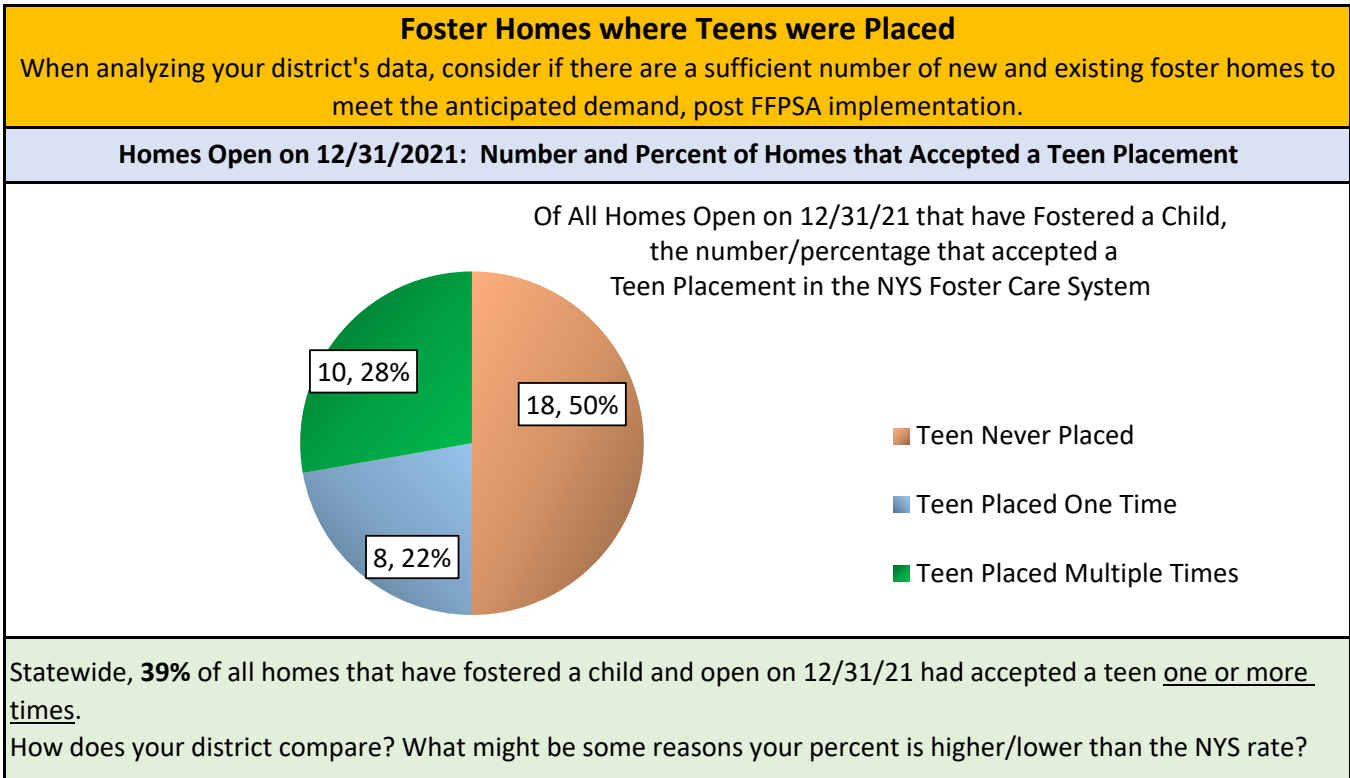 Foster Homes where Teens were Placed
When analyzing your district's data, consider if there are a sufficient number of new and existing foster homes to
meet the anticipated demand, post FFPSA implementation.
Homes Open on 12/31/2021:  Number and Percent of Homes that Accepted a Teen Placement
Of All Homes Open on 12/31/21 that have Fostered a Child,
the number/percentage that accepted a
Teen Placement in the NYS Foster Care System
10, 28%
18, 50%
8, 22%
Teen Never Placed
Teen Placed One Time
Teen Placed Multiple Times
Statewide, 39% of all homes that have fostered a child and open on 12/31/21 had accepted a teen one or more
times.
How does your district compare? What might be some reasons your percent is higher/lower than the NYS rate?